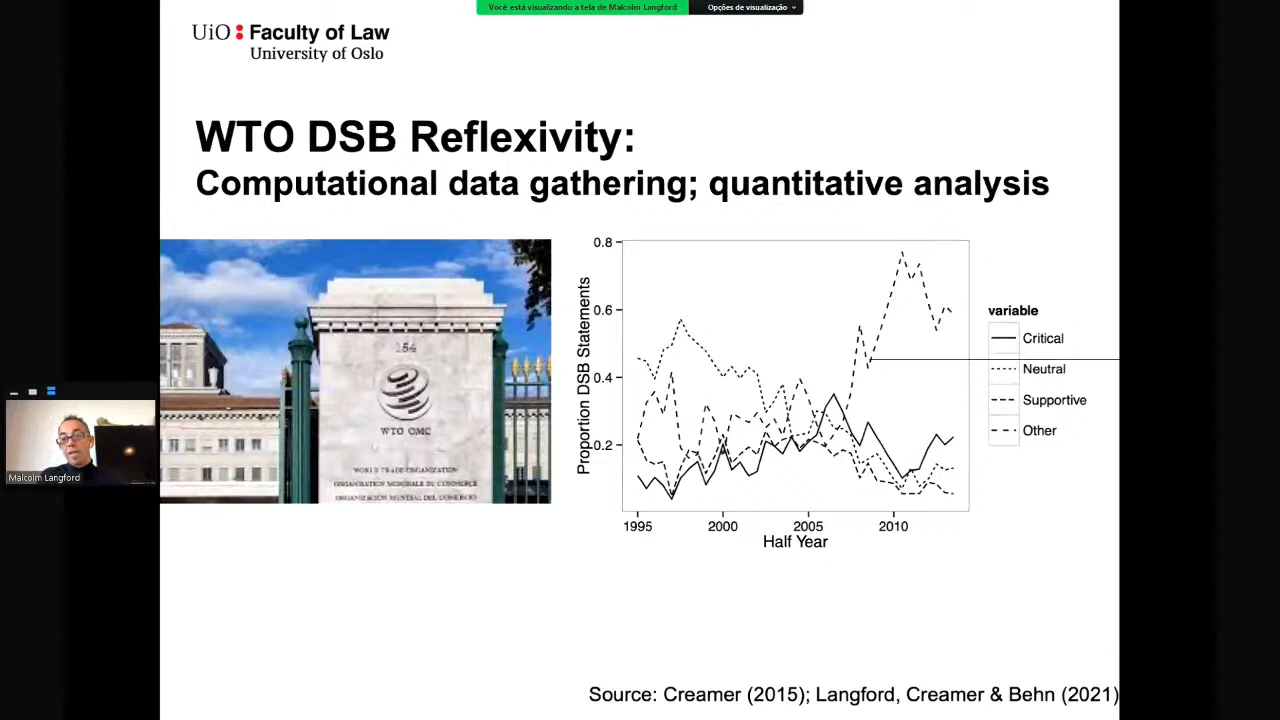 Você está visualizando a tela de Malcolm Langford
Opções de visualização
UiO Faculty of Law
University of Oslo
WTO DSB Reflexivity:
Computational data gathering; quantitative analysis
154
WTO OMC
WORLD TRADE ORGANIZATION
ORGANISATION MONDIALE DU COMMERCE
ORGANIZACIÓN MUNDIAL DEL COMERCIO
Proportion DSB Statements
0.8
0.6
0.4
0.2
1995 2000 2005 2010
Half Year
variable
Critical
Neutral
Supportive
Other
Malcolm Langford
Source: Creamer (2015); Langford, Creamer & Behn (2021)